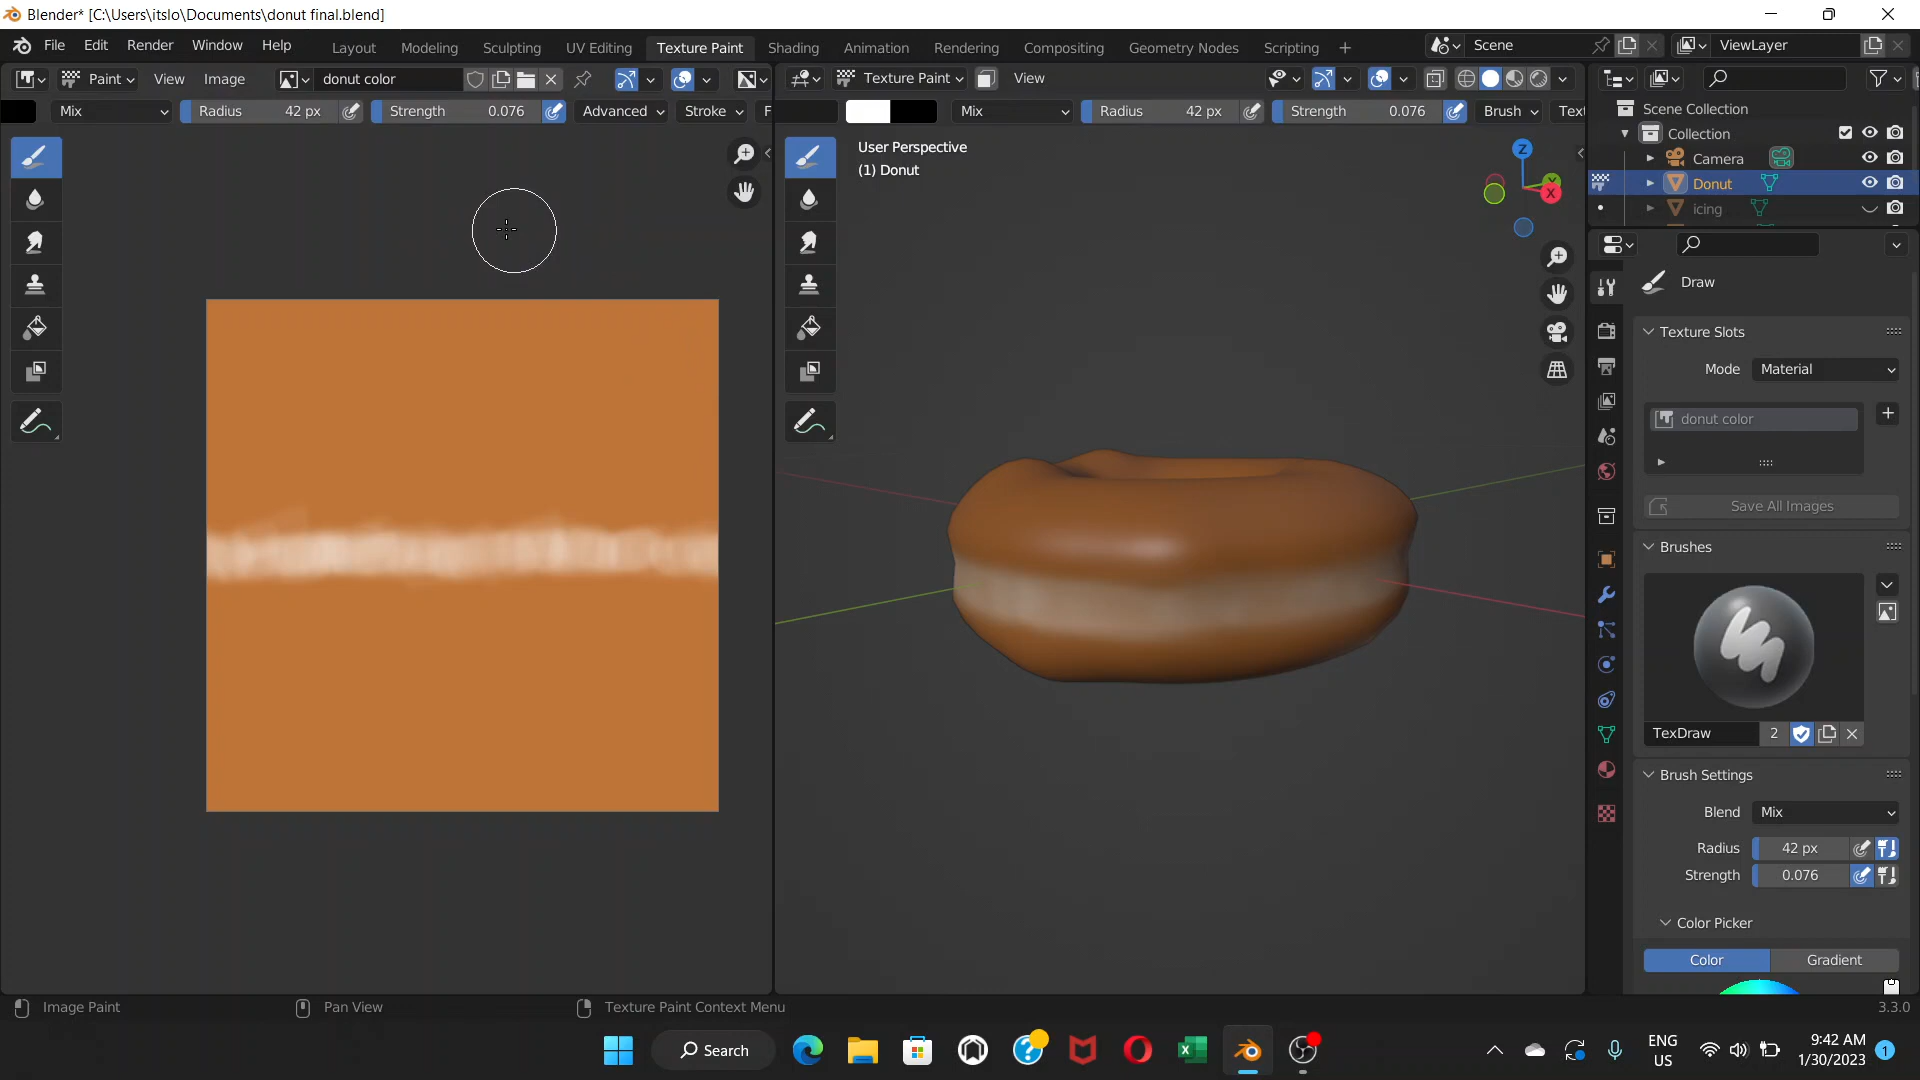 Blender* [C:\Users\itslo\Documents\donut final.blend]
File Edit Render Window Help Layout Modeling Sculpting UV Editing Texture Paint Shading Animation Rendering Compositing Geometry Nodes Scripting Scene ViewLayer
Paint View Image donut color Texture Paint View
Mix Radius 42 px Strength 0.076 Advanced Stroke F Mix Radius 42 px Strength 0.076 Brush Text
User Perspective
(1) Donut
Scene Collection
Collection
Camera
Donut
icing
Draw
Texture Slots
Mode Material
donut color
Save All Images
Brushes
TexDraw 2
Brush Settings
Blend Mix
Radius 42 px
Strength 0.076
Color Picker
Color Gradient
Image Paint Pan View Texture Paint Context Menu 3.3.0
Search
ENG
US
9:42 AM
1/30/2023
1
Z
X
Y